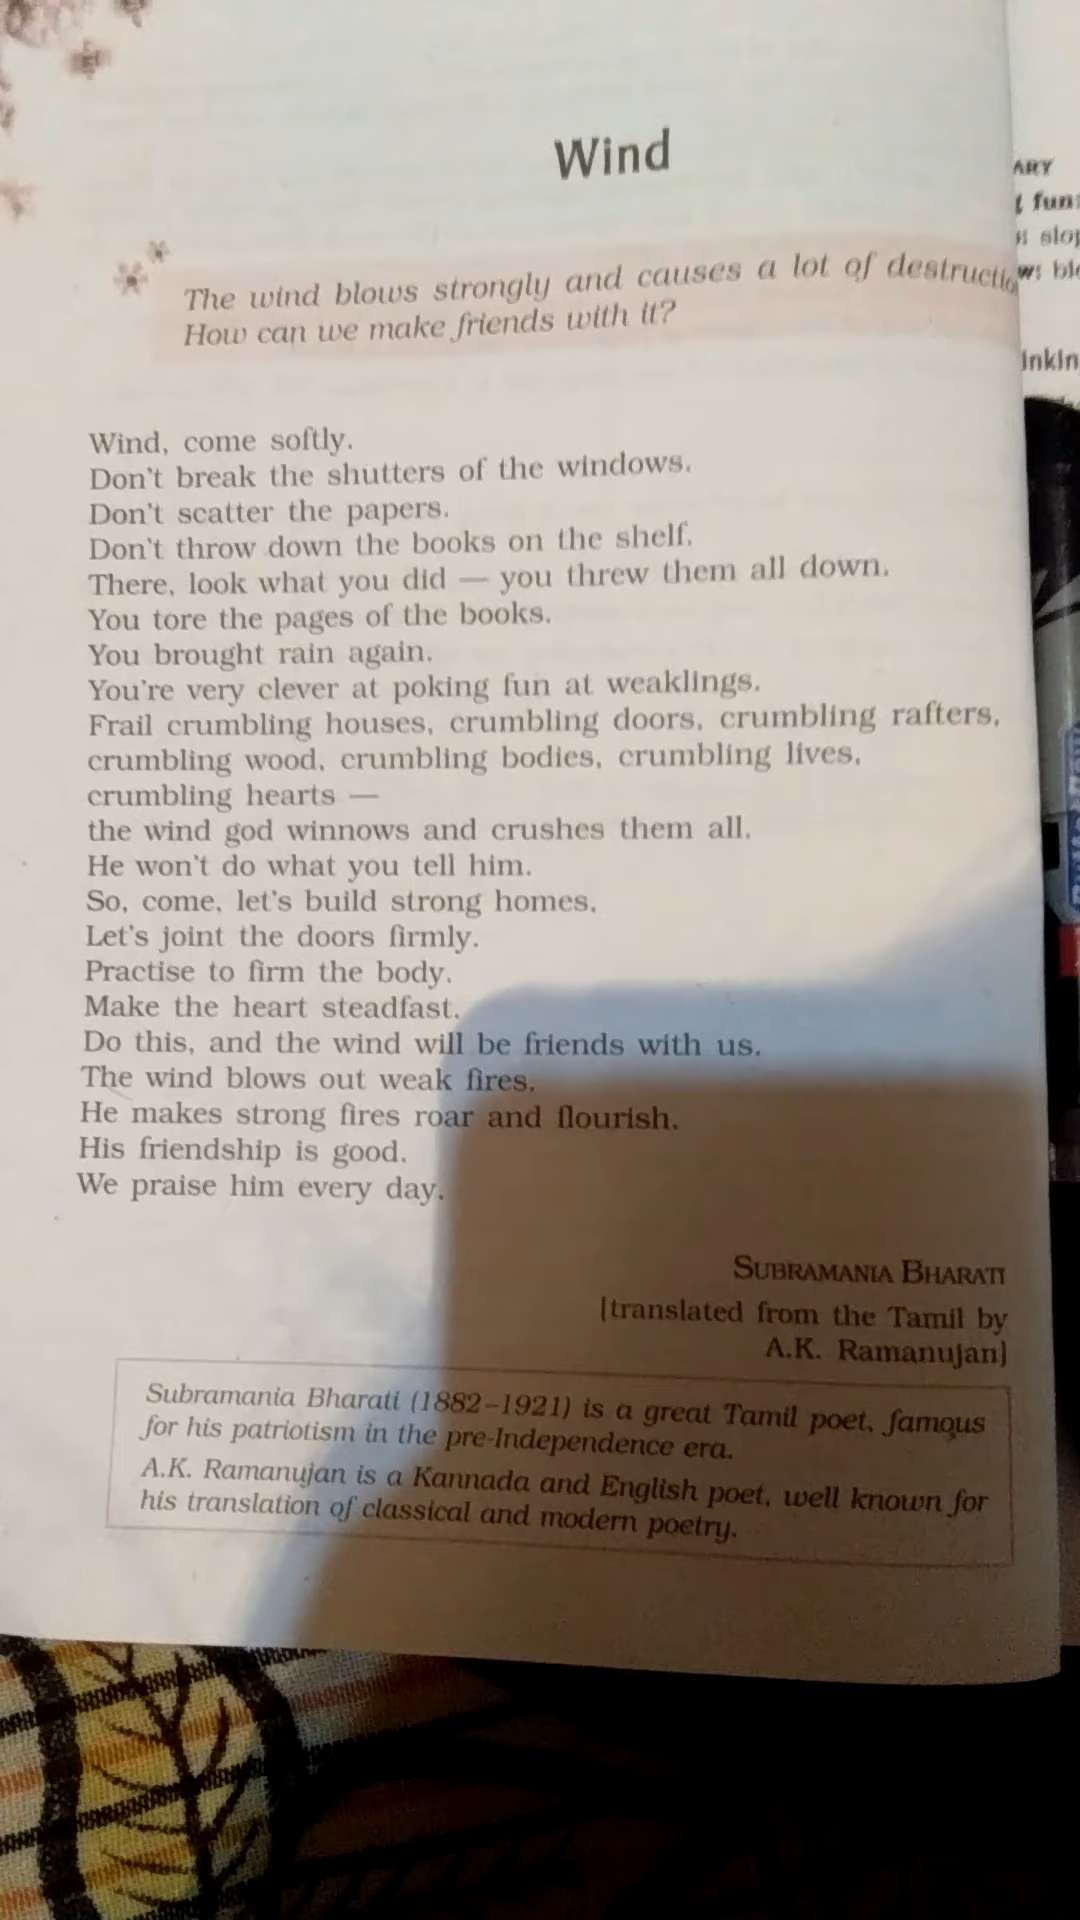 Wind
The wind blows strongly and causes a lot of
How can we make friends with it?
Wind, come softly.
Don't break the shutters of the windows.
Don't scatter the papers.
Don't throw down the books on the shelf.
There, look what you did — you threw them all down.
You tore the pages of the books.
You brought rain again.
You're very clever at poking fun at weaklings.
Frail crumbling houses, crumbling doors, crumbling rafters,
crumbling wood, crumbling bodies, crumbling lives,
crumbling hearts —
the wind god winnows and crushes them all.
He won't do what you tell him.
So, come, let's build strong homes,
Let's joint the doors firmly.
Practise to firm the body.
Make the heart steadfast.
Do this, and the wind will be friends with us.
The wind blows out weak fires.
He makes strong fires roar and flourish.
His friendship is good.
We praise him every day.
SUBRAMANIA BHARATI
[translated from the Tamil by
A.K. Ramanujan]
Subramania Bharati (1882–1921) is a great Tamil poet, famous
for his patriotism in the pre-Independence era.
A.K. Ramanujan is a Kannada and English poet, well known for
his translation of classical and modern poetry.